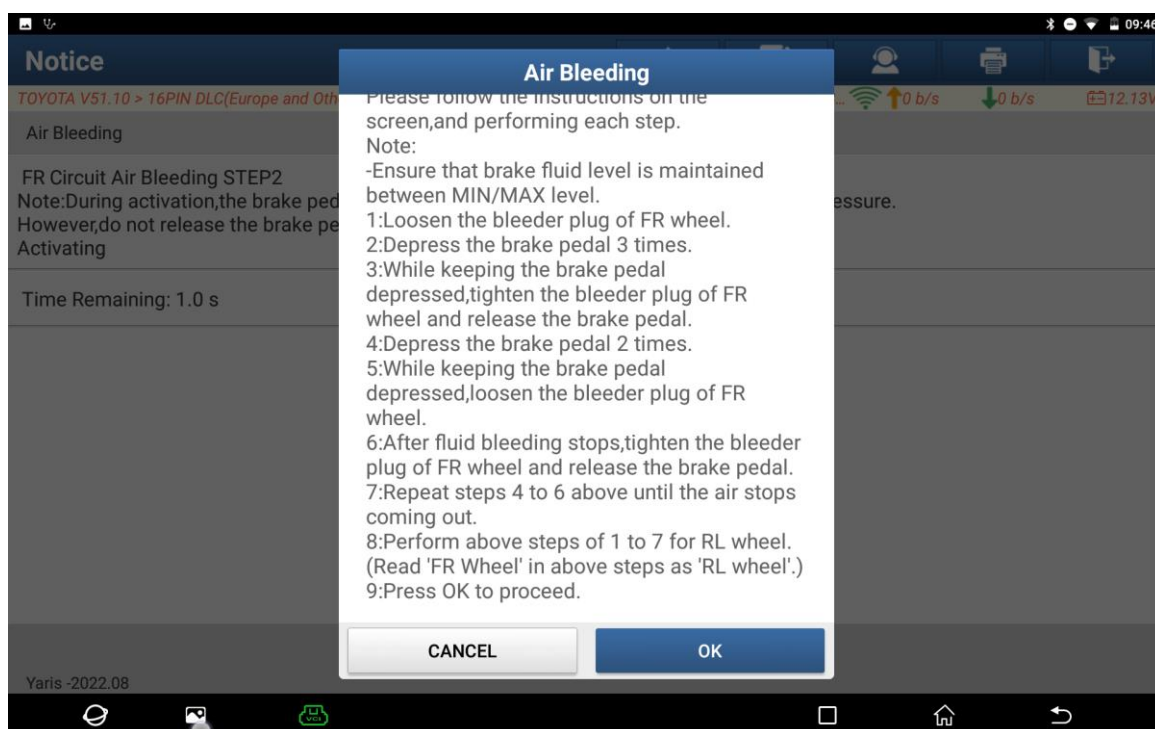 09:46
Notice
TOYOTA V51.10 > 16PIN DLC(Europe and Oth
... 0 b/s 0 b/s 12.13V
Air Bleeding
FR Circuit Air Bleeding STEP2
Note:During activation,the brake ped
essure.
However,do not release the brake pe
Activating
Time Remaining: 1.0 s
Air Bleeding
Please follow the instructions on the
screen,and performing each step.
Note:
-Ensure that brake fluid level is maintained
between MIN/MAX level.
1:Loosen the bleeder plug of FR wheel.
2:Depress the brake pedal 3 times.
3:While keeping the brake pedal
depressed,tighten the bleeder plug of FR
wheel and release the brake pedal.
4:Depress the brake pedal 2 times.
5:While keeping the brake pedal
depressed,loosen the bleeder plug of FR
wheel.
6:After fluid bleeding stops,tighten the bleeder
plug of FR wheel and release the brake pedal.
7:Repeat steps 4 to 6 above until the air stops
coming out.
8:Perform above steps of 1 to 7 for RL wheel.
(Read 'FR Wheel' in above steps as 'RL wheel'.)
9:Press OK to proceed.
CANCEL
OK
Yaris -2022.08
VCI